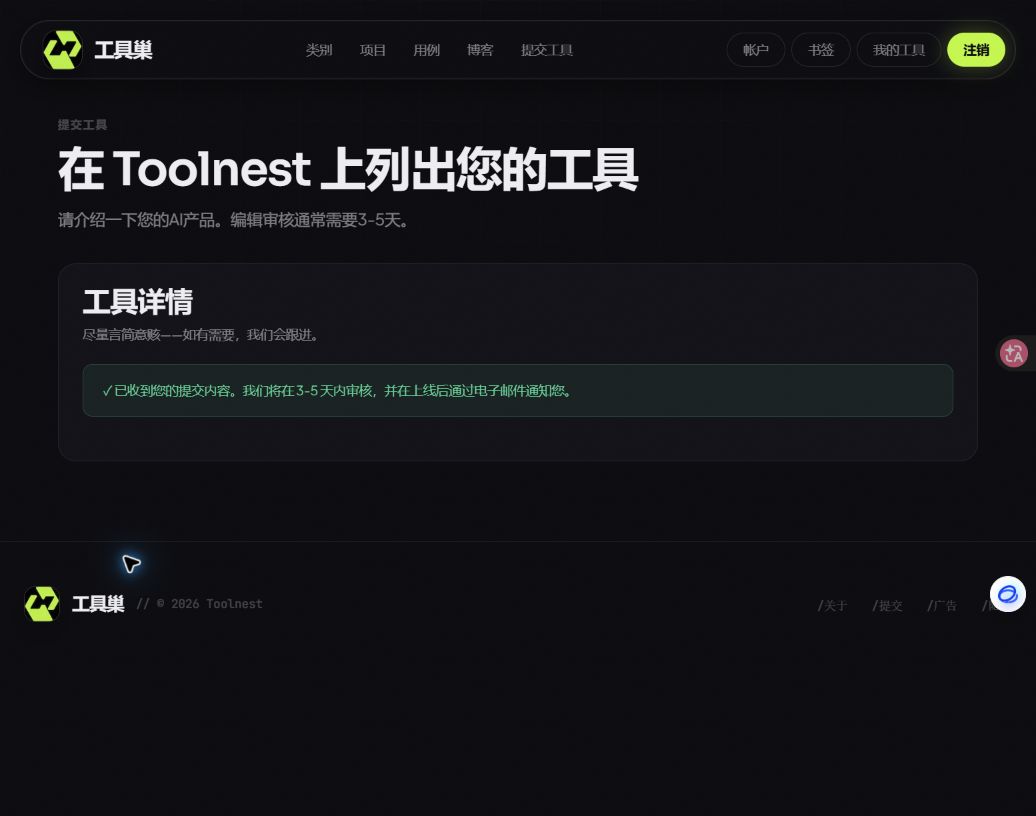 工具巢
类别 项目 用例 博客 提交工具
帐户 书签 我的工具 注销
提交工具
在 Toolnest 上列出您的工具
请介绍一下您的AI产品。编辑审核通常需要3-5天。
工具详情
尽量言简意赅——如有需要，我们会跟进。
✓已收到您的提交内容。我们将在 3-5 天内审核，并在上线后通过电子邮件通知您。
工具巢 // © 2026 Toolnest
/关于 /提交 /广告